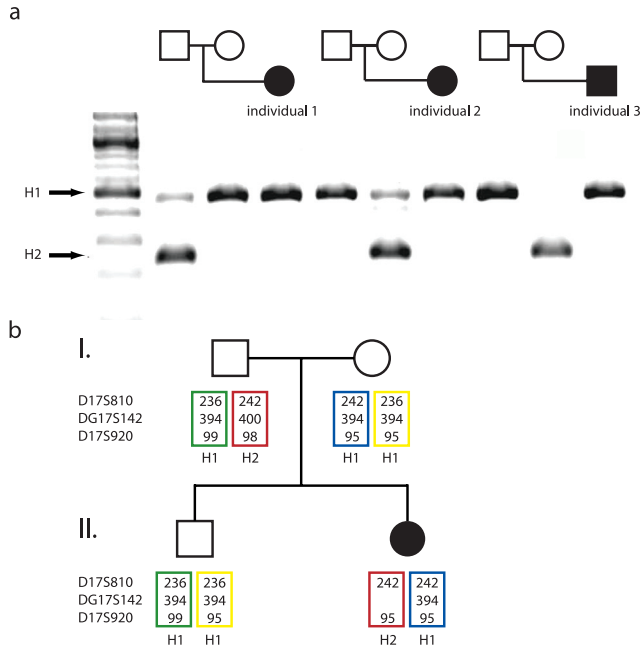 a
individual 1 individual 2 individual 3
H1
H2
b
I.
D17S810 236 242 242 236
DG17S142 394 400 394 394
D17S920 99 98 95 95
H1 H2 H1 H1
II.
D17S810 236 236 242 242
DG17S142 394 394 394
D17S920 99 95 95 95
H1 H1 H2 H1